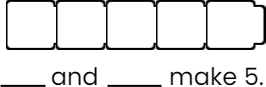 ____ and ____ make 5.